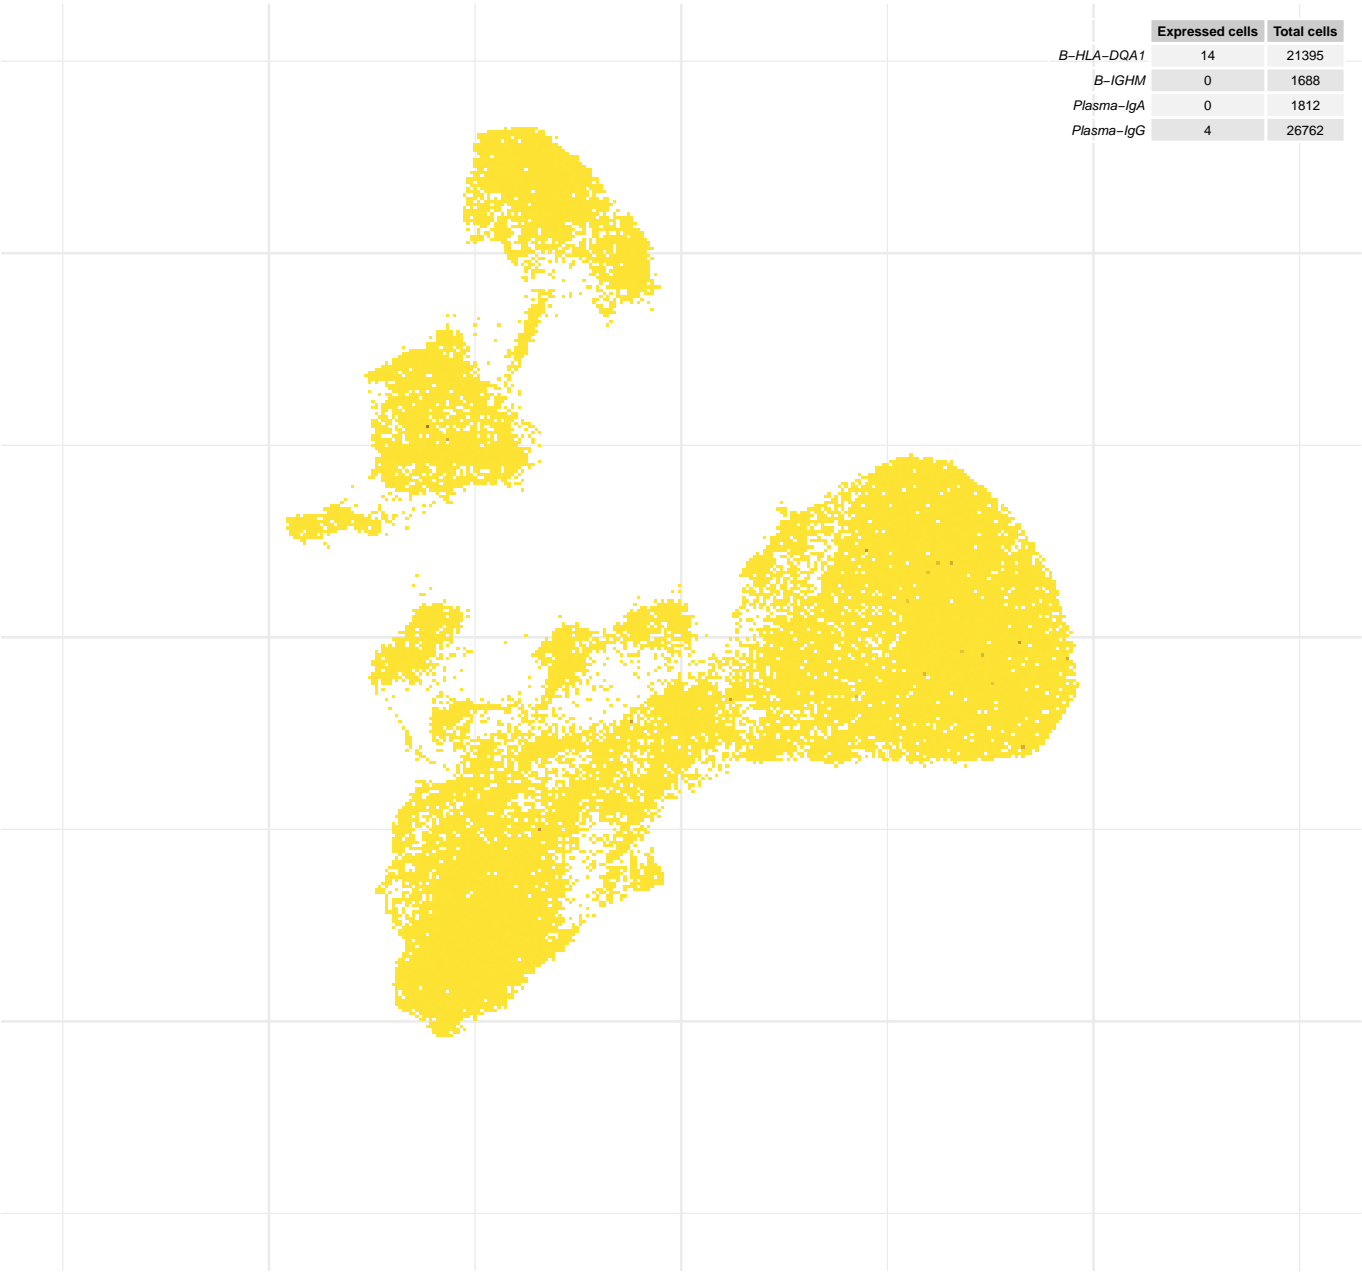 Expressed cells Total cells
B−HLA−DQA1 14 21395
B−IGHM 0 1688
Plasma−IgA 0 1812
Plasma−IgG 4 26762